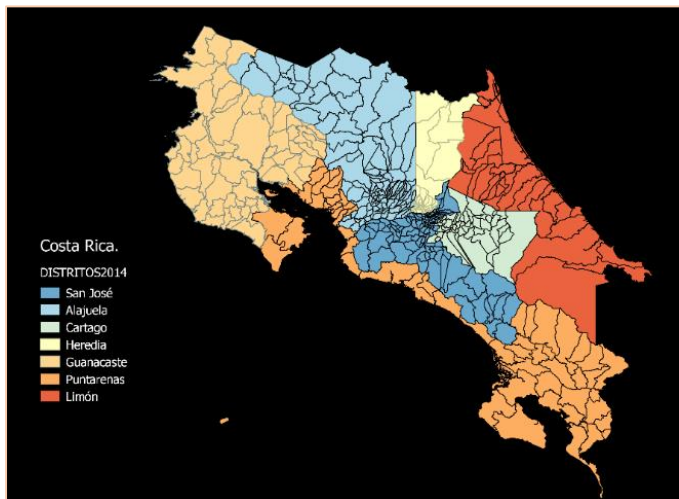 Costa Rica.
DISTRITOS2014
San José
Alajuela
Cartago
Heredia
Guanacaste
Puntarenas
Limón